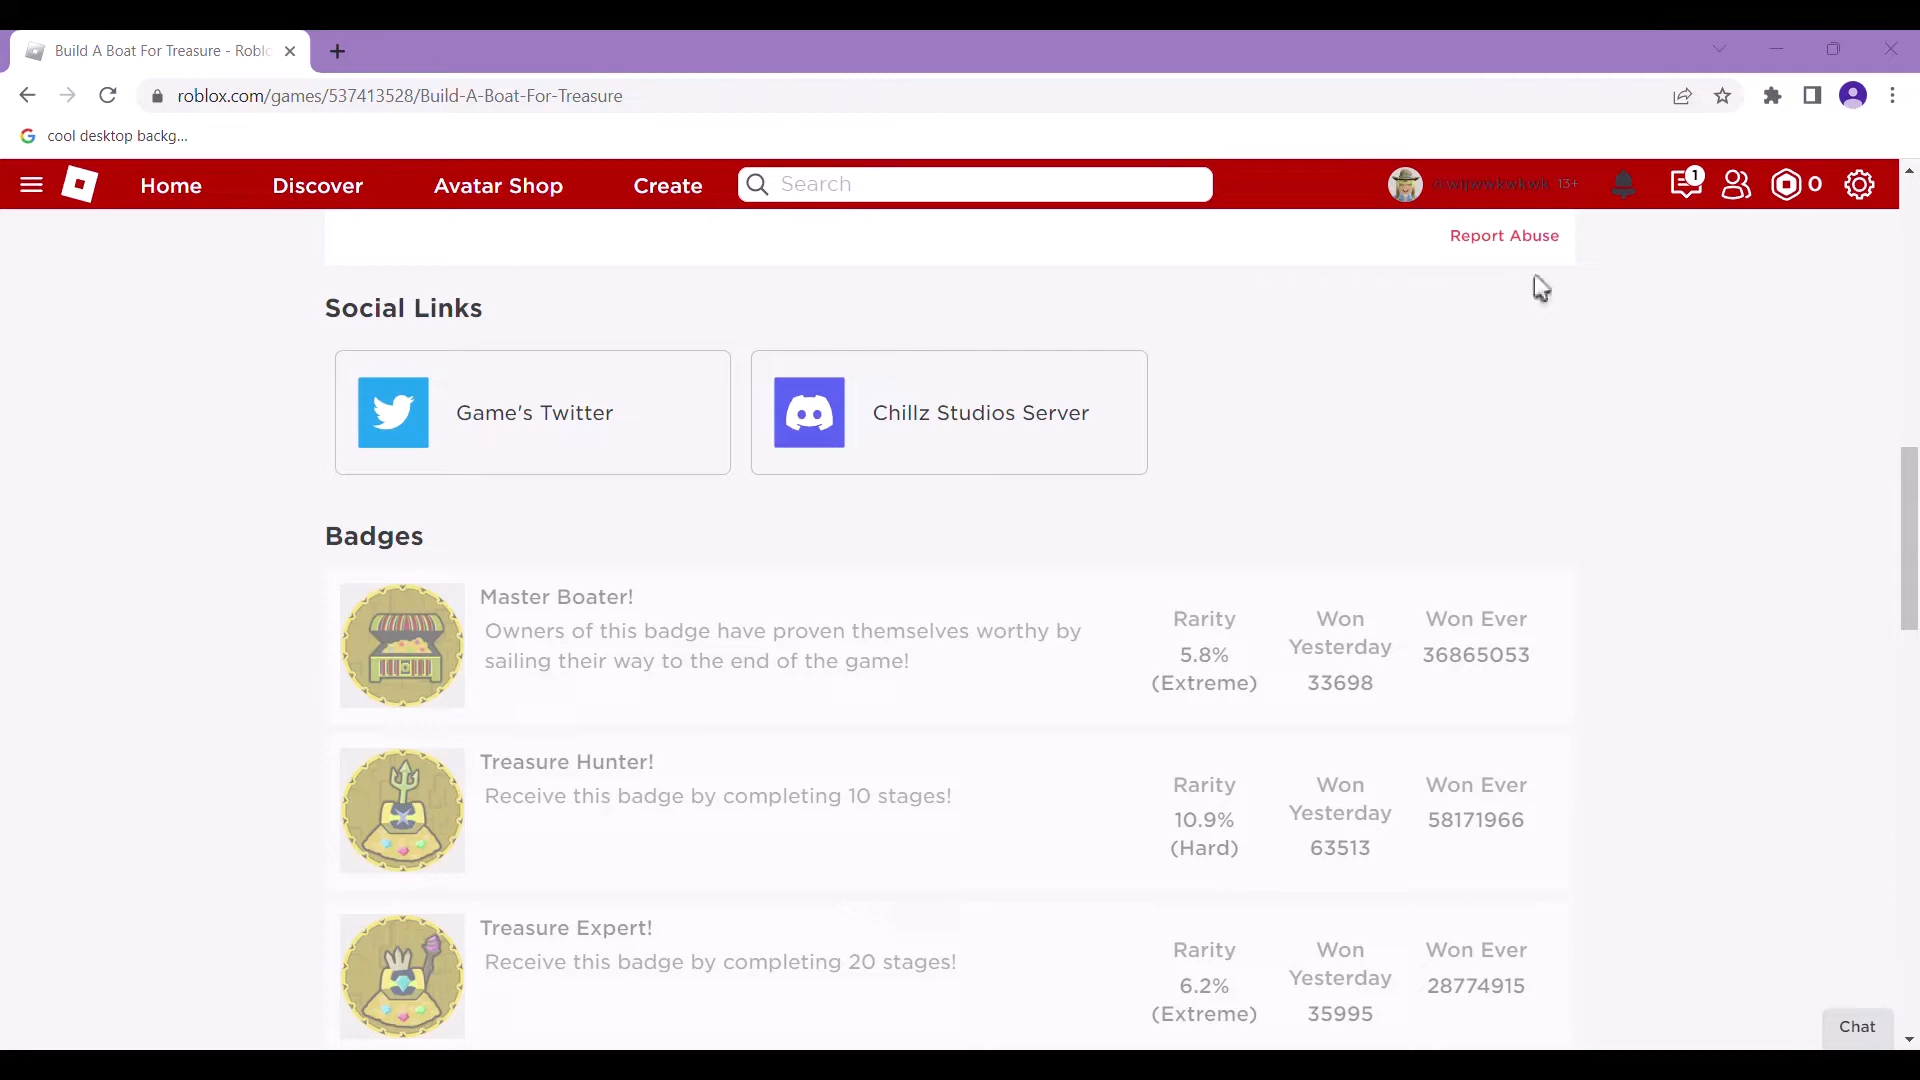 Build A Boat For Treasure - Roblo
roblox.com/games/537413528/Build-A-Boat-For-Treasure
cool desktop backg...
Home Discover Avatar Shop Create Search 13+ 1 0
Report Abuse
Social Links
Game's Twitter Chillz Studios Server
Badges
Master Boater!
Owners of this badge have proven themselves worthy by
sailing their way to the end of the game!
Rarity
5.8%
(Extreme)
Won
Yesterday
33698
Won Ever
36865053
Treasure Hunter!
Receive this badge by completing 10 stages!
Rarity
10.9%
(Hard)
Won
Yesterday
63513
Won Ever
58171966
Treasure Expert!
Receive this badge by completing 20 stages!
Rarity
6.2%
(Extreme)
Won
Yesterday
35995
Won Ever
28774915
Chat